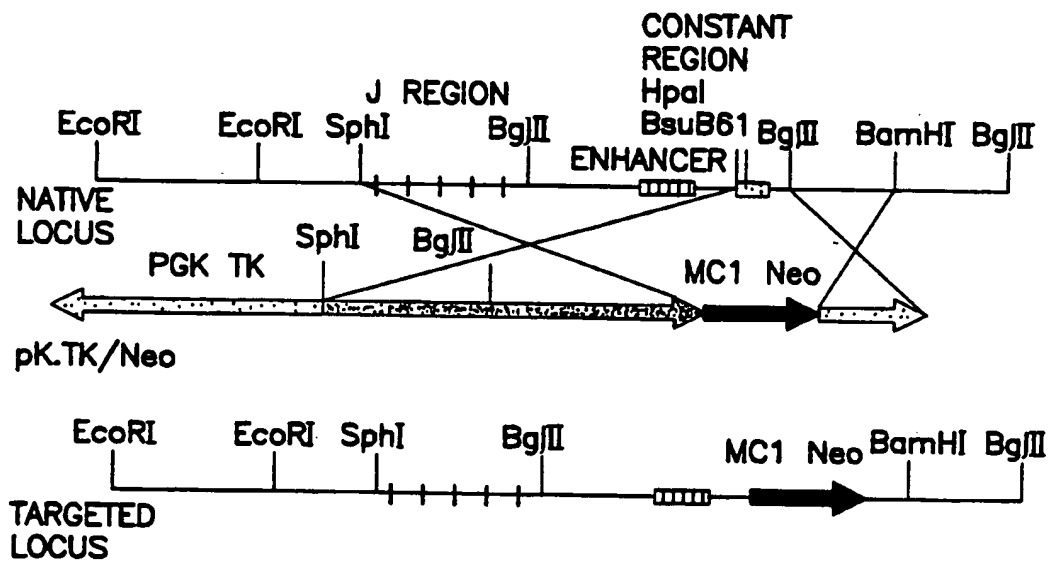 CONSTANT
REGION
J REGION
HpaI
EcoRI EcoRI SphI BglII BsuB61 BglII BamHI BglII
ENHANCER
NATIVE
LOCUS
SphI BglII
PGK TK MC1 Neo
pK.TK/Neo
EcoRI EcoRI SphI BglII MC1 Neo BamHI BglII
TARGETED
LOCUS